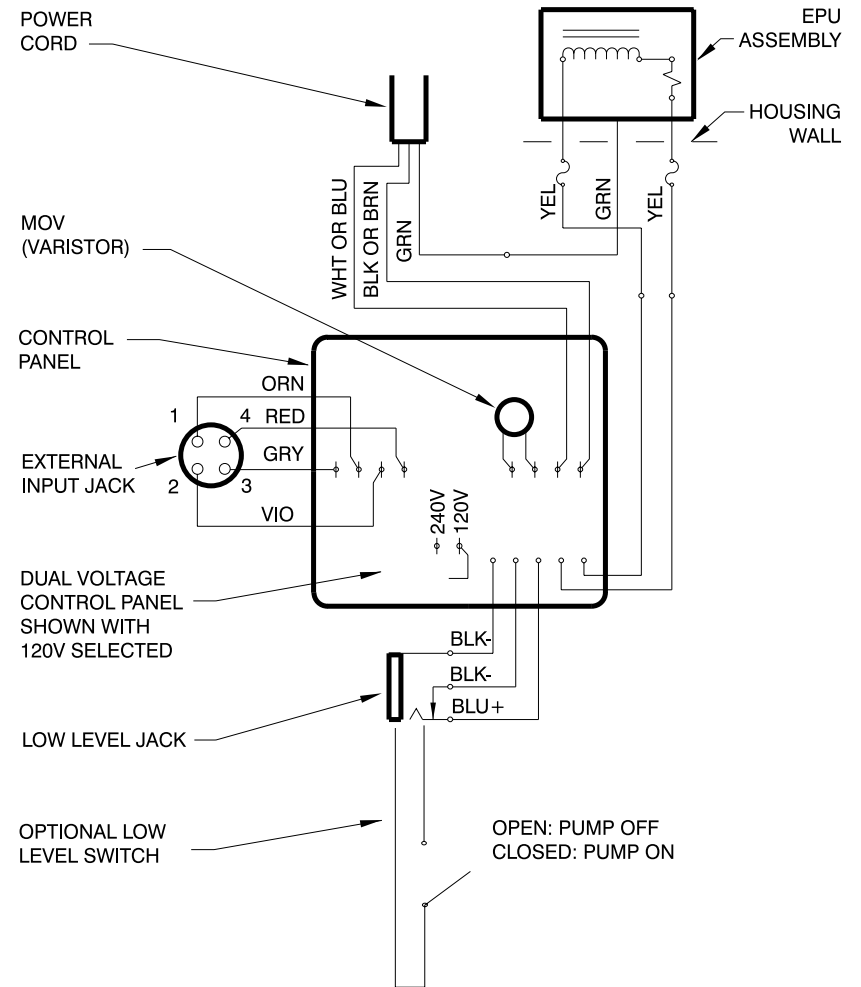 POWER
CORD
EPU
ASSEMBLY
HOUSING
WALL
WHT OR BLU
BLK OR BRN
GRN
YEL
GRN
YEL
MOV
(VARISTOR)
CONTROL
PANEL
ORN
1
4
RED
GRY
EXTERNAL
INPUT JACK
2
3
VIO
240V
120V
DUAL VOLTAGE
CONTROL PANEL
SHOWN WITH
120V SELECTED
BLK-
BLK-
BLU+
LOW LEVEL JACK
OPTIONAL LOW
LEVEL SWITCH
OPEN: PUMP OFF
CLOSED: PUMP ON